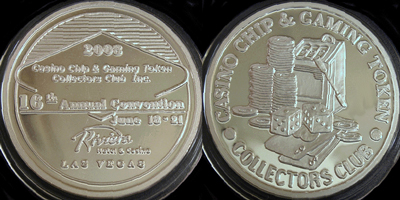 2008
Casino Chip & Gaming Token
Collectors Club Inc.
16th Annual Convention
June 18-21
Riviera
Hotel & Casino
LAS VEGAS
CASINO CHIP & GAMING TOKEN
COLLECTORS CLUB